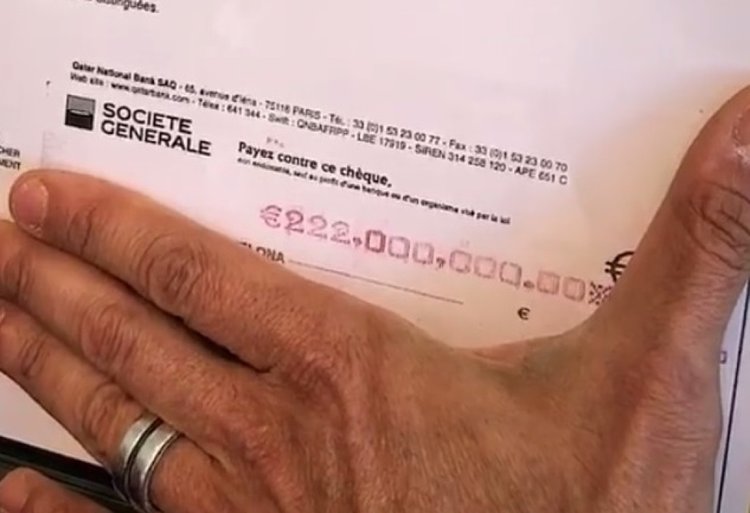 distinguées.
Qatar National Bank SAQ - 65, avenue d'Iéna - 75116 PARIS - Tél. : 33 (0)1 53 23 00 77 - Fax : 33 (0)1 53 23 00 70
Web site : www.qatarbank.com - Télex : 641 344 - Swift : QNBAFRPP - LBE 17919 - SIREN 314 258 120 - APE 651 C
SOCIETE
GENERALE
Payez contre ce chèque,
non endossable, sauf au profit d'une banque ou d'un organisme visé par la loi
CHER
MENT
€222,000,000.00
€
LONA
€